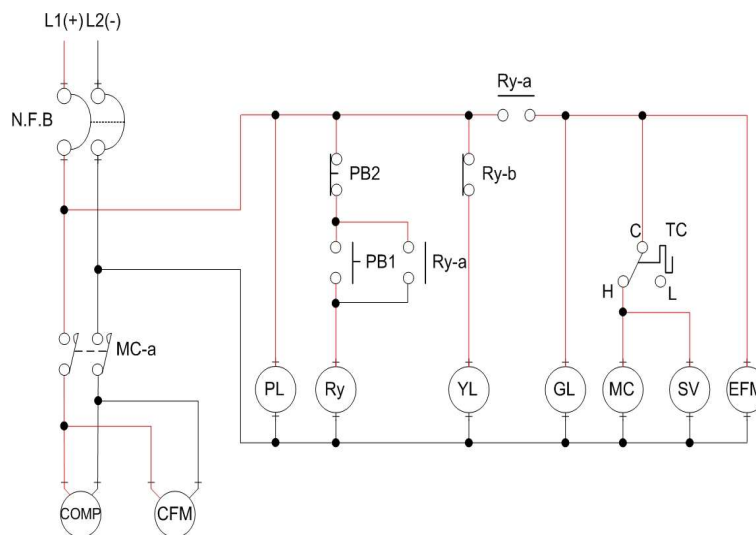 L1(+) L2(-)
N.F.B
Ry-a
PB2
Ry-b
PB1
Ry-a
C
TC
H
L
MC-a
PL
Ry
YL
GL
MC
SV
EFM
COMP
CFM